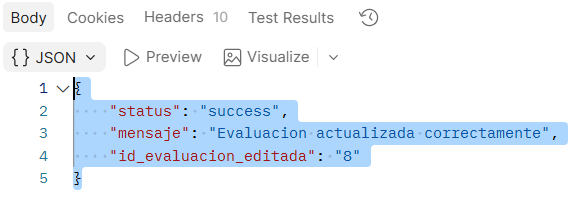 Body Cookies Headers 10 Test Results
{} JSON Preview Visualize
1 {
2 "status": "success",
3 "mensaje": "Evaluacion actualizada correctamente",
4 "id_evaluacion_editada": "8"
5 }